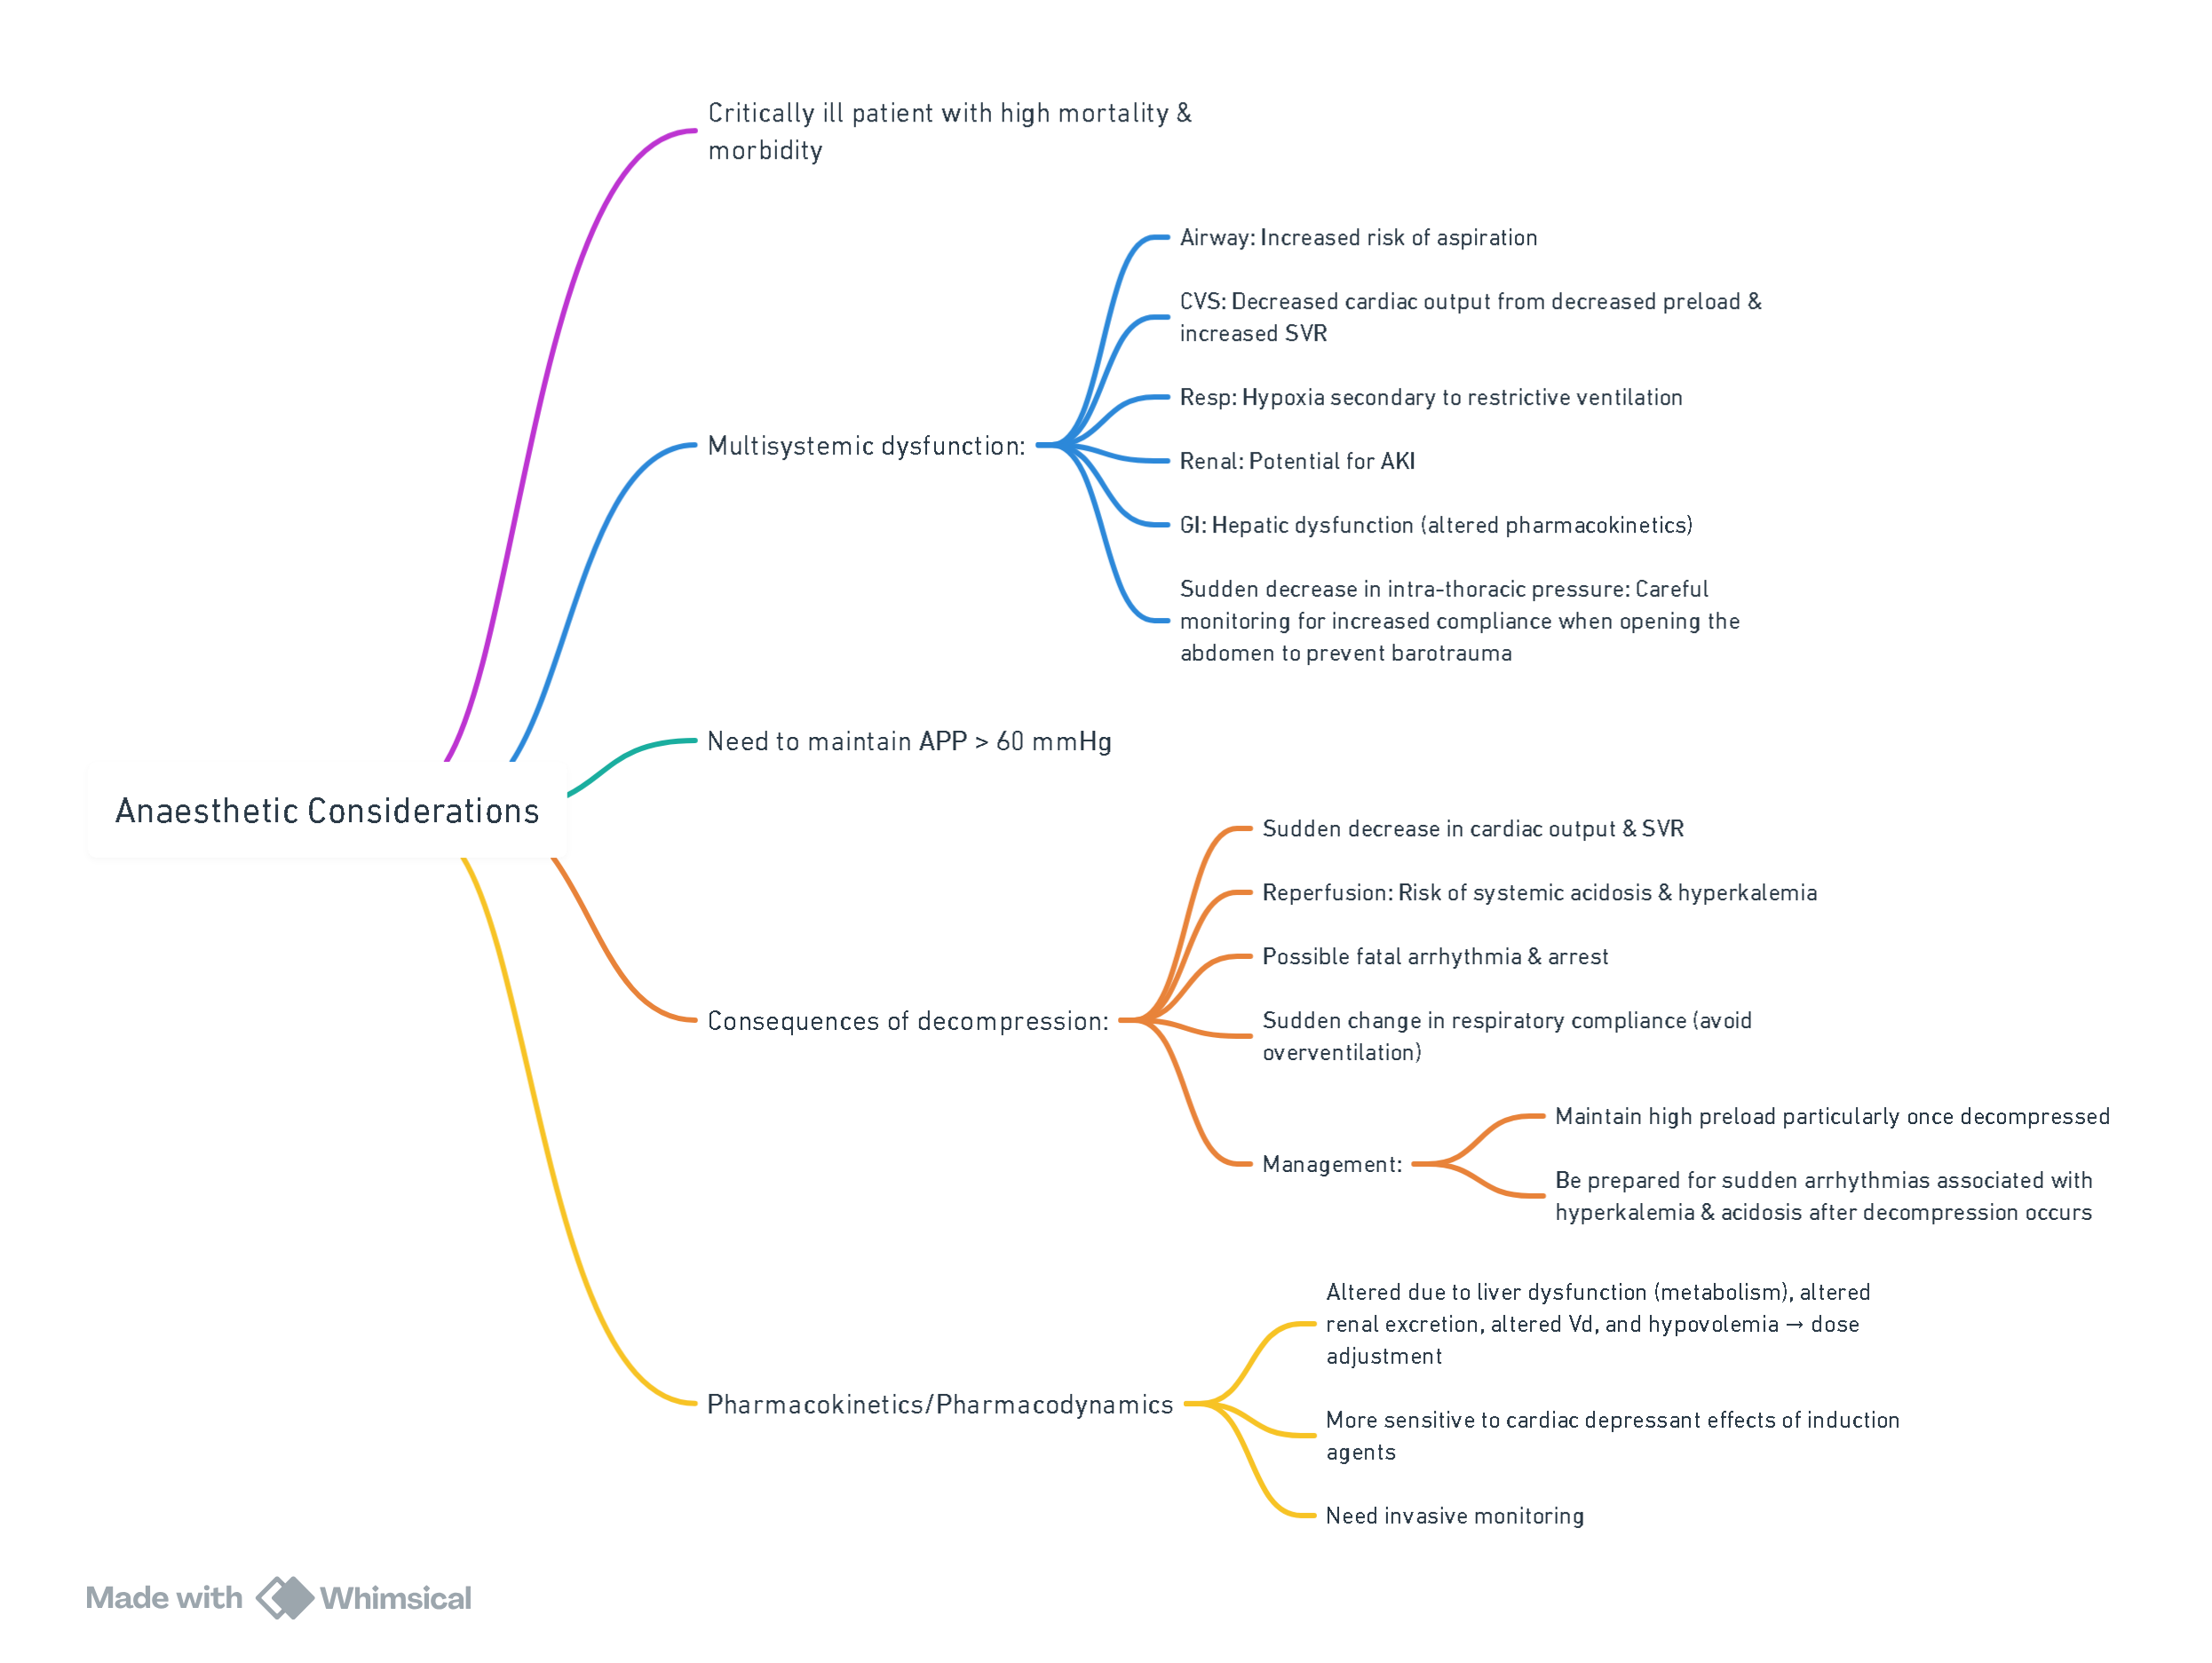 Critically ill patient with high mortality &
morbidity
Airway: Increased risk of aspiration
CVS: Decreased cardiac output from decreased preload &
increased SVR
Resp: Hypoxia secondary to restrictive ventilation
Multisystemic dysfunction:
Renal: Potential for AKI
GI: Hepatic dysfunction (altered pharmacokinetics)
Sudden decrease in intra-thoracic pressure: Careful
monitoring for increased compliance when opening the
abdomen to prevent barotrauma
Need to maintain APP > 60 mmHg
Anaesthetic Considerations
Sudden decrease in cardiac output & SVR
Reperfusion: Risk of systemic acidosis & hyperkalemia
Possible fatal arrhythmia & arrest
Consequences of decompression:
Sudden change in respiratory compliance (avoid
overventilation)
Management:
Maintain high preload particularly once decompressed
Be prepared for sudden arrhythmias associated with
hyperkalemia & acidosis after decompression occurs
Altered due to liver dysfunction (metabolism), altered
renal excretion, altered Vd, and hypovolemia → dose
adjustment
Pharmacokinetics/Pharmacodynamics
More sensitive to cardiac depressant effects of induction
agents
Need invasive monitoring
Made with Whimsical